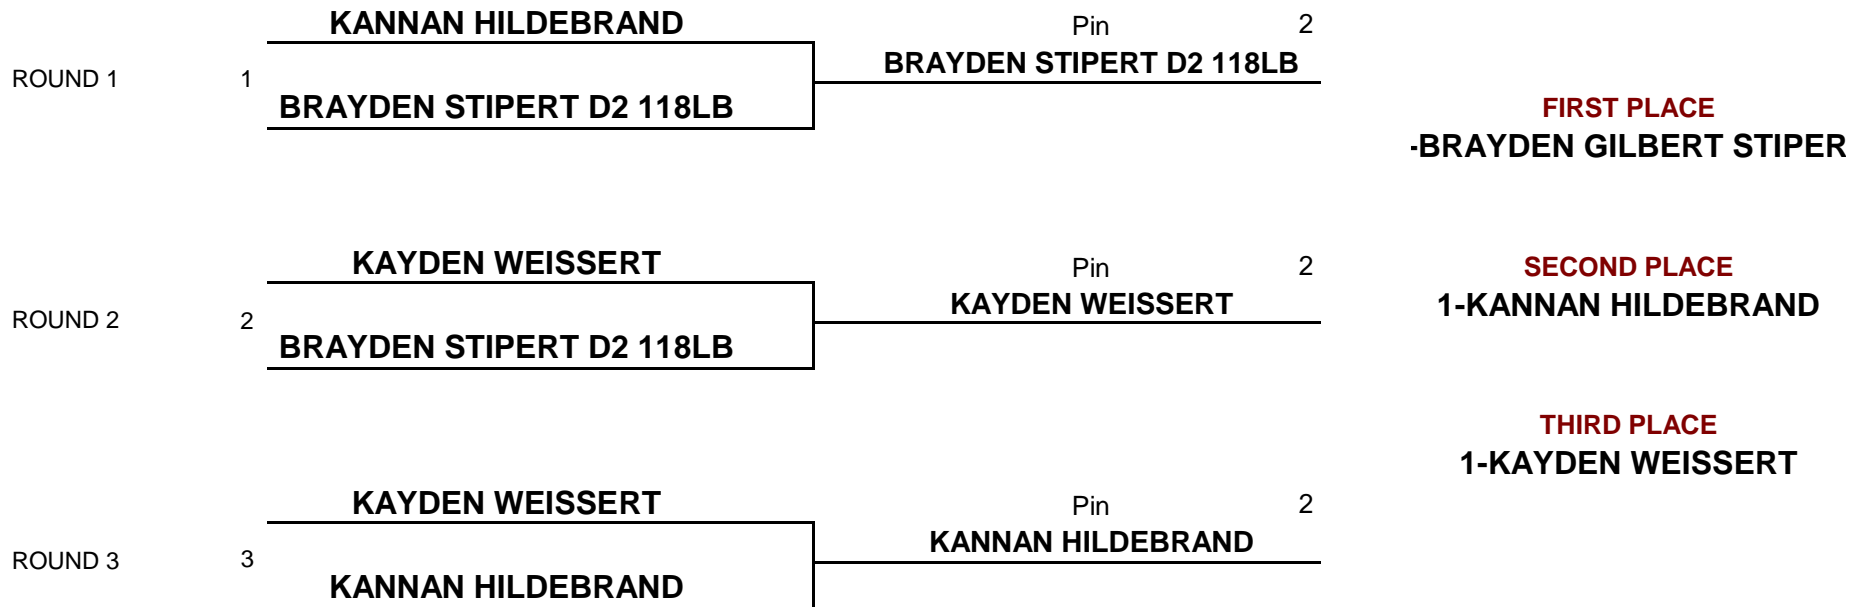 KANNAN HILDEBRAND
Pin 2
BRAYDEN STIPERT D2 118LB
ROUND 1 1
BRAYDEN STIPERT D2 118LB
FIRST PLACE
-BRAYDEN GILBERT STIPER
KAYDEN WEISSERT
Pin 2
SECOND PLACE
KAYDEN WEISSERT
1-KANNAN HILDEBRAND
ROUND 2 2
BRAYDEN STIPERT D2 118LB
THIRD PLACE
1-KAYDEN WEISSERT
KAYDEN WEISSERT
Pin 2
KANNAN HILDEBRAND
ROUND 3 3
KANNAN HILDEBRAND